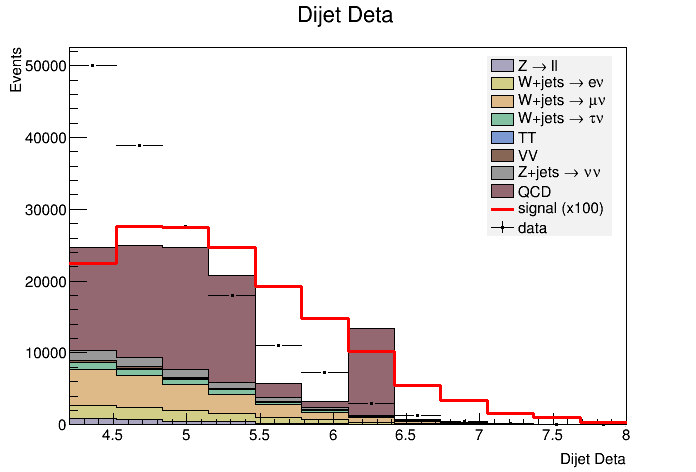 Dijet Deta
Events
50000
40000
30000
20000
10000
0
Z → ll
W+jets → eν
W+jets → μν
W+jets → τν
TT
VV
Z+jets → νν
QCD
signal (x100)
data
4.5 5 5.5 6 6.5 7 7.5 8
Dijet Deta